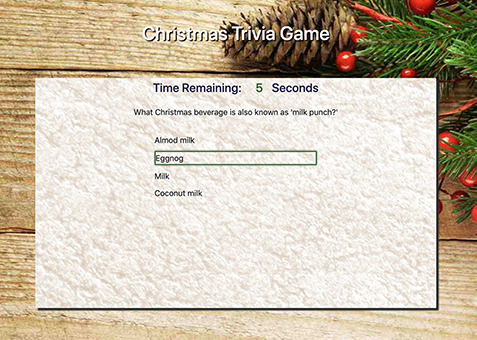 Christmas Trivia Game
Time Remaining: 5 Seconds
What Christmas beverage is also known as 'milk punch?'
Almod milk
Eggnog
Milk
Coconut milk